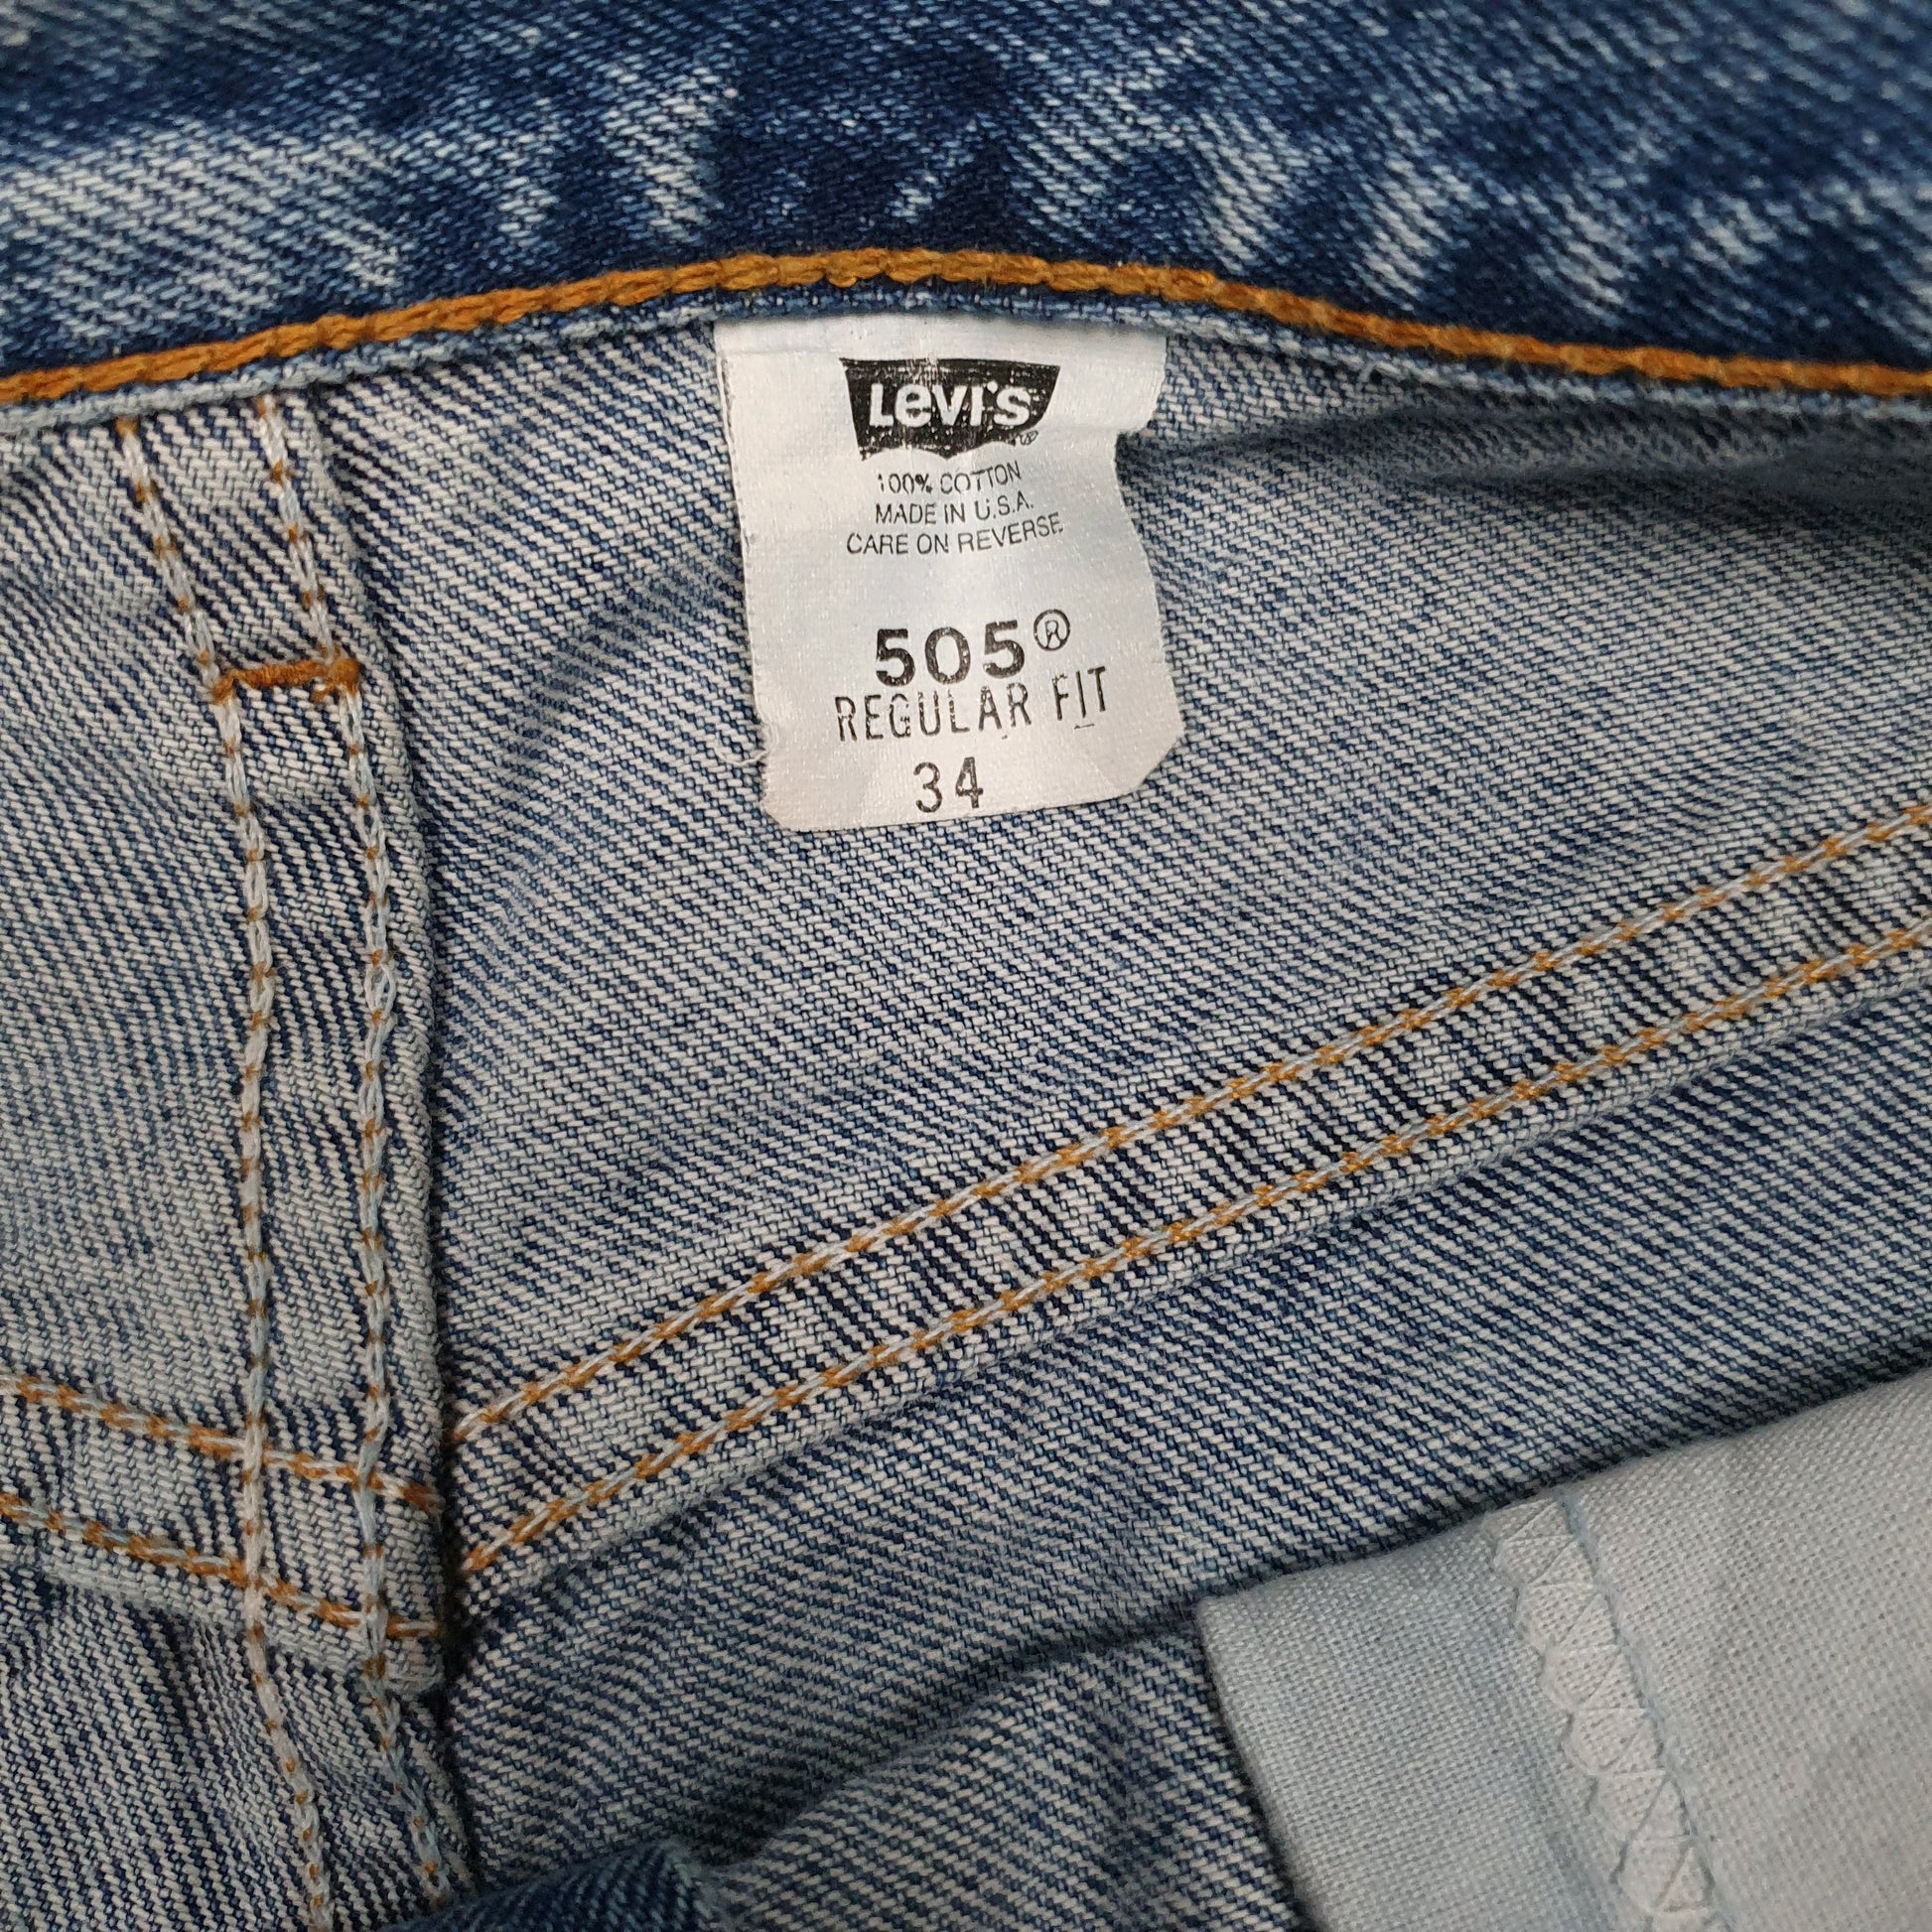 Levi's
100% COTTON
MADE IN U.S.A.
CARE ON REVERSE
505®
REGULAR FIT
34